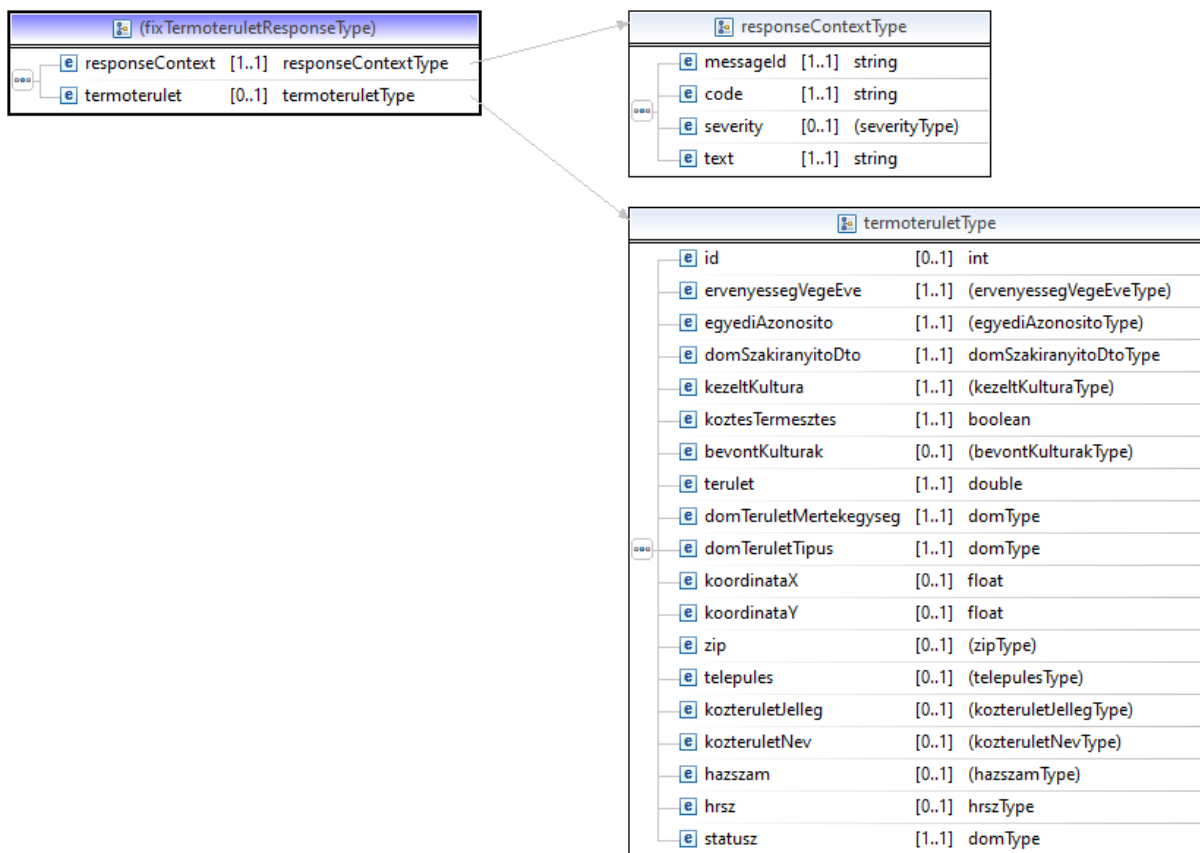 (fixTermoteruletResponseType)
e responseContext [1..1] responseContextType
e termoterulet [0..1] termoteruletType
responseContextType
e messageId [1..1] string
e code [1..1] string
e severity [0..1] (severityType)
e text [1..1] string
termoteruletType
e id [0..1] int
e ervenyessegVegeEve [1..1] (ervenyessegVegeEveType)
e egyediAzonosito [1..1] (egyediAzonositoType)
e domSzakiranyitoDto [1..1] domSzakiranyitoDtoType
e kezeltKultura [1..1] (kezeltKulturaType)
e koztesTermesztes [1..1] boolean
e bevontKulturak [0..1] (bevontKulturakType)
e terulet [1..1] double
e domTeruletMertekegyseg [1..1] domType
e domTeruletTipus [1..1] domType
e koordinataX [0..1] float
e koordinataY [0..1] float
e zip [0..1] (zipType)
e telepules [0..1] (telepulesType)
e kozteruletJelleg [0..1] (kozteruletJellegType)
e kozteruletNev [0..1] (kozteruletNevType)
e hazszam [0..1] (hazszamType)
e hrsz [0..1] hrszType
e statusz [1..1] domType